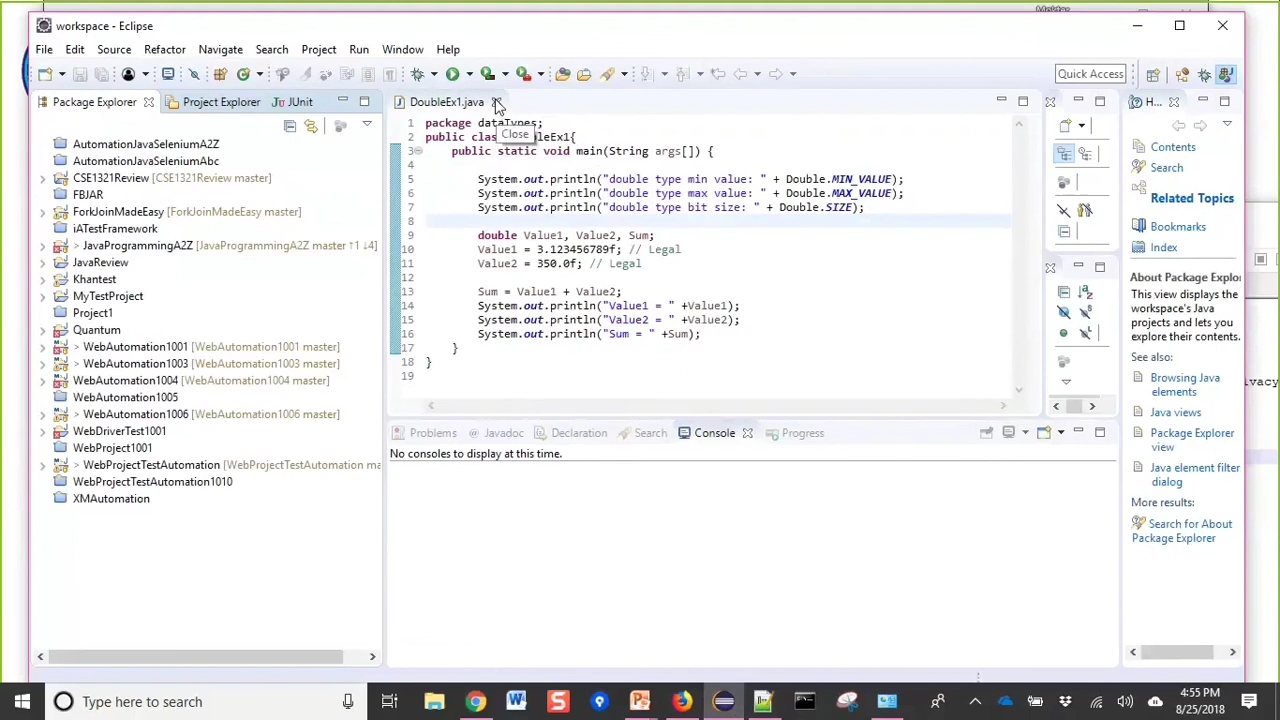 workspace - Eclipse
File Edit Source Refactor Navigate Search Project Run Window Help
Quick Access
Package Explorer
Project Explorer
JUnit
DoubleEx1.java
H...
Close
AutomationJavaSeleniumA2Z
AutomationJavaSeleniumAbc
CSE1321Review [CSE1321Review master]
FBJAR
ForkJoinMadeEasy [ForkJoinMadeEasy master]
iATestFramework
> JavaProgrammingA2Z [JavaProgrammingA2Z master ↑1 ↓4]
JavaReview
Khantest
MyTestProject
Project1
Quantum
> WebAutomation1001 [WebAutomation1001 master]
> WebAutomation1003 [WebAutomation1003 master]
WebAutomation1004 [WebAutomation1004 master]
WebAutomation1005
> WebAutomation1006 [WebAutomation1006 master]
WebDriverTest1001
WebProject1001
> WebProjectTestAutomation [WebProjectTestAutomation ma
WebProjectTestAutomation1010
XMAutomation
1 package dataTypes;
2 public clas bleEx1{
3 public static void main(String args[]) {
4
5 System.out.println("double type min value: " + Double.MIN_VALUE);
6 System.out.println("double type max value: " + Double.MAX_VALUE);
7 System.out.println("double type bit size: " + Double.SIZE);
8
9 double Value1, Value2, Sum;
10 Value1 = 3.123456789f; // Legal
11 Value2 = 350.0f; // Legal
12
13 Sum = Value1 + Value2;
14 System.out.println("Value1 = " +Value1);
15 System.out.println("Value2 = " +Value2);
16 System.out.println("Sum = " +Sum);
17 }
18 }
19
Problems Javadoc Declaration Search Console Progress
No consoles to display at this time.
Contents
Search
Related Topics
Bookmarks
Index
About Package Explor
This view displays the
workspace's Java
projects and lets you
explore their contents.
See also:
Browsing Java
elements
Java views
Package Explorer
view
Java element filter
dialog
More results:
Search for About
Package Explorer
ivacy
Type here to search
4:55 PM
8/25/2018